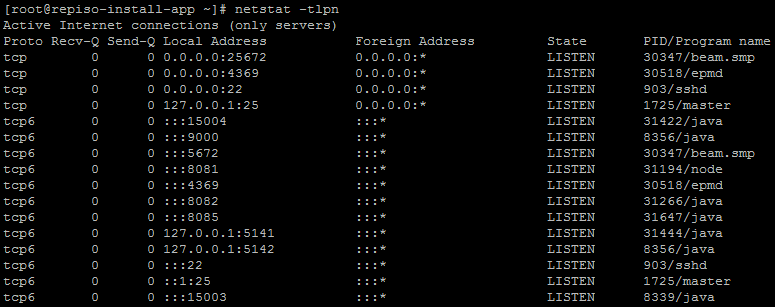 [root@repiso-install-app ~]# netstat -tlpn
Active Internet connections (only servers)
Proto Recv-Q Send-Q Local Address           Foreign Address         State       PID/Program name
tcp        0      0 0.0.0.0:25672           0.0.0.0:*               LISTEN      30347/beam.smp
tcp        0      0 0.0.0.0:4369            0.0.0.0:*               LISTEN      30518/epmd
tcp        0      0 0.0.0.0:22              0.0.0.0:*               LISTEN      903/sshd
tcp        0      0 127.0.0.1:25            0.0.0.0:*               LISTEN      1725/master
tcp6       0      0 :::15004                :::*                    LISTEN      31422/java
tcp6       0      0 :::9000                 :::*                    LISTEN      8356/java
tcp6       0      0 :::5672                 :::*                    LISTEN      30347/beam.smp
tcp6       0      0 :::8081                 :::*                    LISTEN      31194/node
tcp6       0      0 :::4369                 :::*                    LISTEN      30518/epmd
tcp6       0      0 :::8082                 :::*                    LISTEN      31266/java
tcp6       0      0 :::8085                 :::*                    LISTEN      31647/java
tcp6       0      0 127.0.0.1:5141          :::*                    LISTEN      31444/java
tcp6       0      0 127.0.0.1:5142          :::*                    LISTEN      8356/java
tcp6       0      0 :::22                   :::*                    LISTEN      903/sshd
tcp6       0      0 ::1:25                  :::*                    LISTEN      1725/master
tcp6       0      0 :::15003                :::*                    LISTEN      8339/java